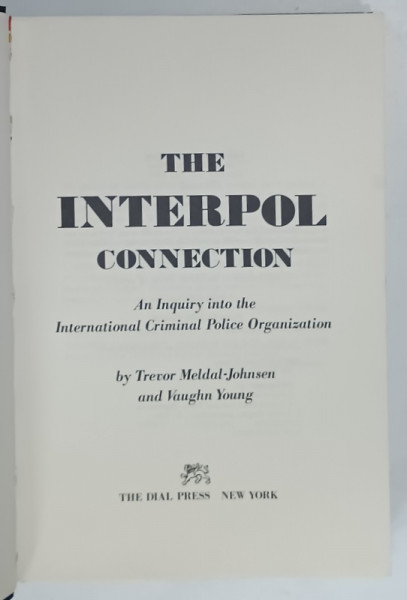 THE
INTERPOL
CONNECTION
An Inquiry into the
International Criminal Police Organization
by Trevor Meldal-Johnsen
and Vaughn Young
THE DIAL PRESS NEW YORK